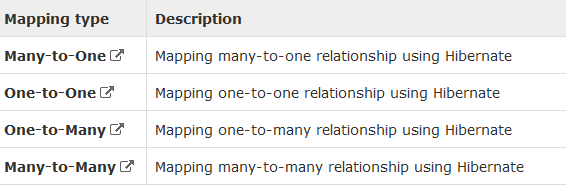 Mapping type Description
Many-to-One Mapping many-to-one relationship using Hibernate
One-to-One Mapping one-to-one relationship using Hibernate
One-to-Many Mapping one-to-many relationship using Hibernate
Many-to-Many Mapping many-to-many relationship using Hibernate